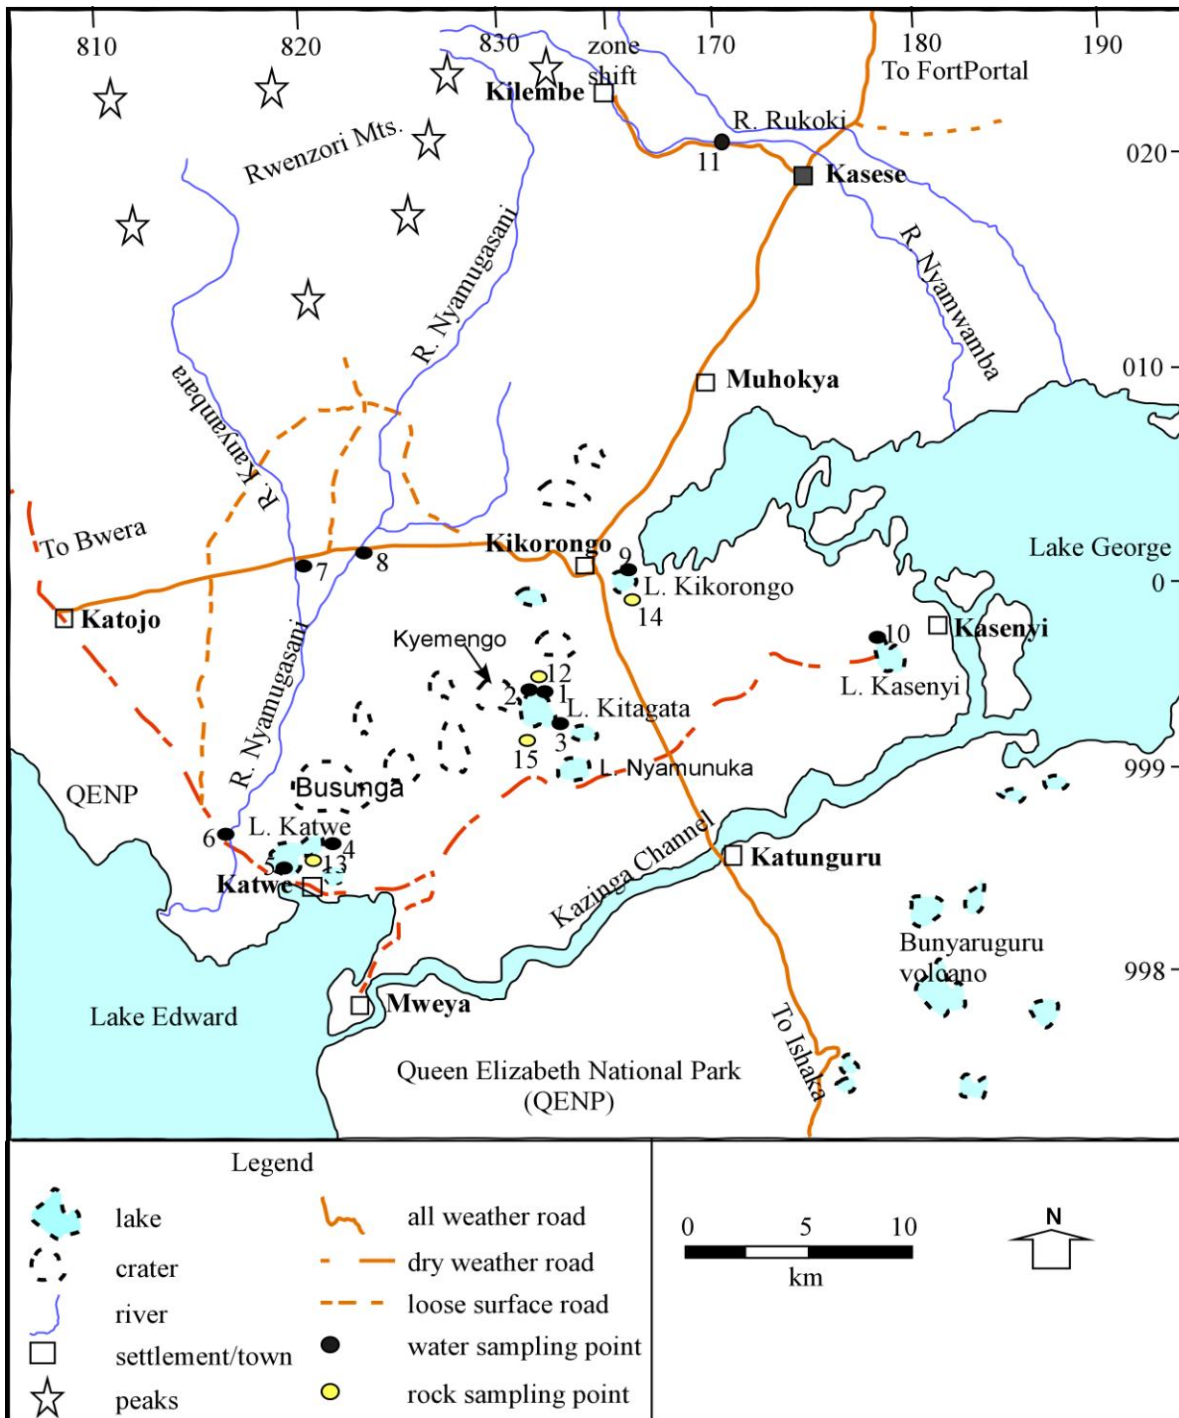 810
820
830
zone
shift
170
180
190
To FortPortal
Kilembe
R. Rukoki
11
Kasese
020
Rwenzori Mts.
R. Nyamugasani
R. Nyamwamba
010
Muhokya
R. Kanyambara
To Bwera
Kikorongo
9
L. Kikorongo
14
Lake George
0
7
8
Katojo
Kyemengo
12
2
1
L. Kitagata
3
15
L. Nyamunuka
10
Kasenyi
L. Kasenyi
R. Nyamugasani
999
QENP
Busunga
6
L. Katwe
4
5
13
Katwe
Kazinga Channel
Katunguru
Bunyaruguru
volcano
998
Lake Edward
Mweya
To Ishaka
Queen Elizabeth National Park
(QENP)
Legend
lake
crater
river
settlement/town
peaks
all weather road
dry weather road
loose surface road
water sampling point
rock sampling point
0 5 10
km
N